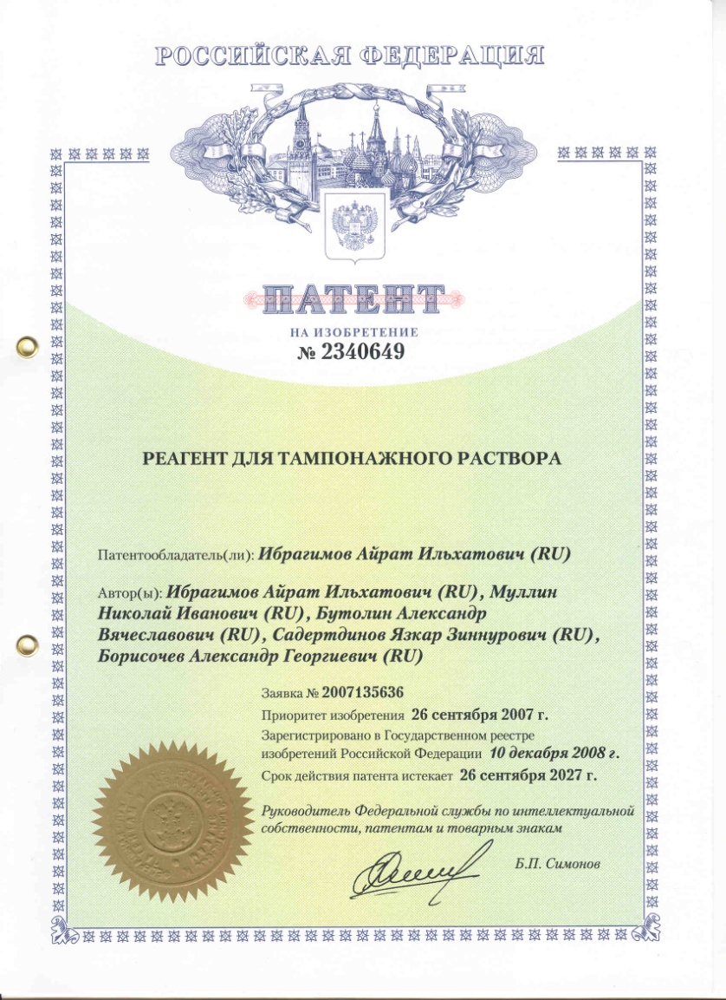 РОССИЙСКАЯ ФЕДЕРАЦИЯ
ПАТЕНТ
НА ИЗОБРЕТЕНИЕ
№ 2340649
РЕАГЕНТ ДЛЯ ТАМПОНАЖНОГО РАСТВОРА
Патентообладатель(ли): Ибрагимов Айрат Ильхатович (RU)
Автор(ы): Ибрагимов Айрат Ильхатович (RU), Муллин
Николай Иванович (RU), Бутолин Александр
Вячеславович (RU), Садертдинов Язкар Зиннурович (RU),
Борисочев Александр Георгиевич (RU)
Заявка № 2007135636
Приоритет изобретения 26 сентября 2007 г.
Зарегистрировано в Государственном реестре
изобретений Российской Федерации 10 декабря 2008 г.
Срок действия патента истекает 26 сентября 2027 г.
Руководитель Федеральной службы по интеллектуальной
собственности, патентам и товарным знакам
Б.П. Симонов